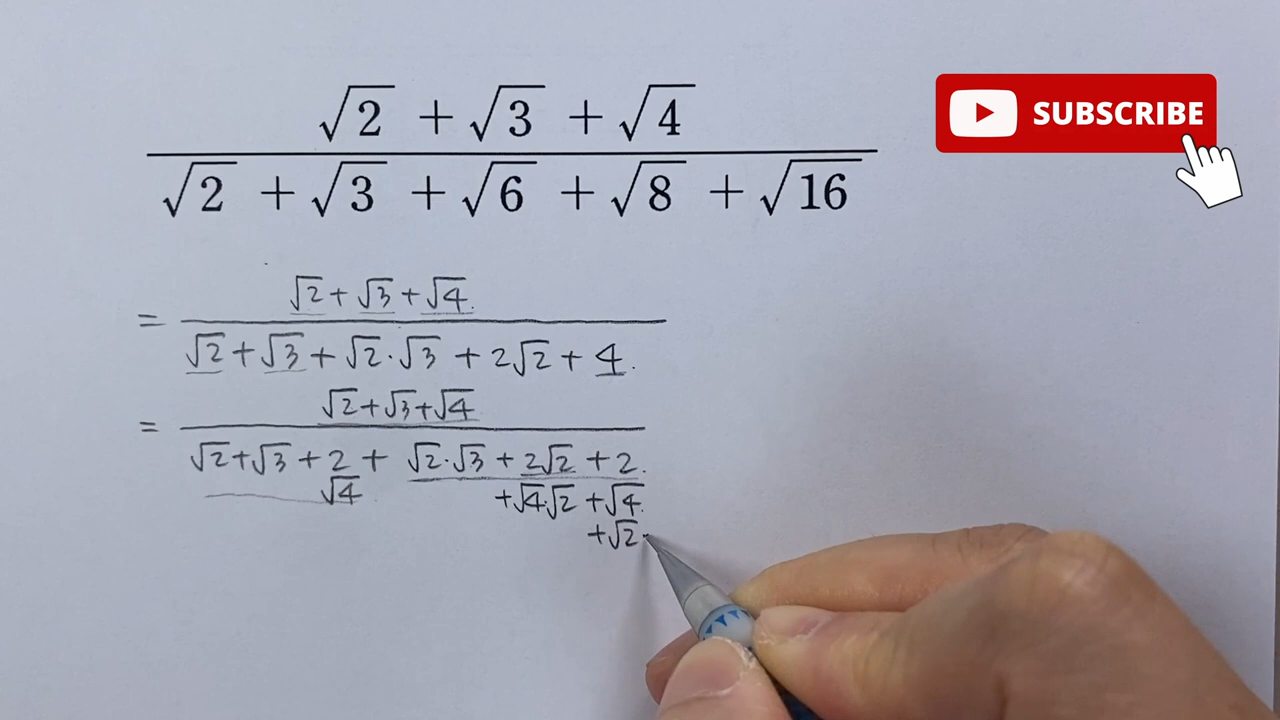 √2 + √3 + √4
√2 + √3 + √6 + √8 + √16
SUBSCRIBE
√2 + √3 + √4.
=
√2 + √3 + √2·√3 + 2√2 + 4.
√2+√3+√4
=
√2+√3+2+ √2·√3+2√2+2.
√4 +√4·√2 +√4.
+√2·